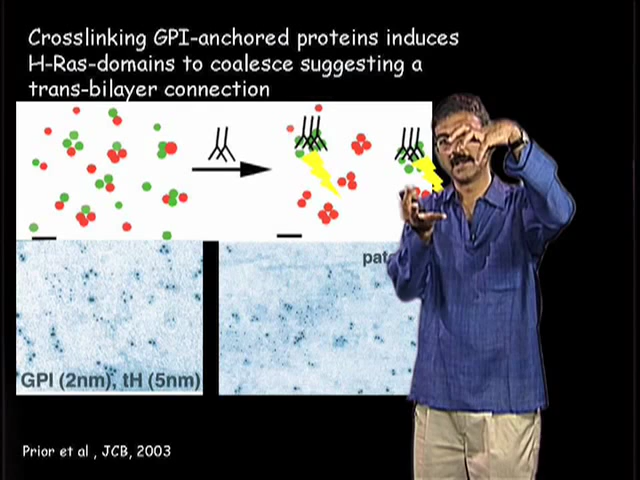 Crosslinking GPI-anchored proteins induces
H-Ras-domains to coalesce suggesting a
trans-bilayer connection
GPI (2nm), tH (5nm)
Prior et al , JCB, 2003